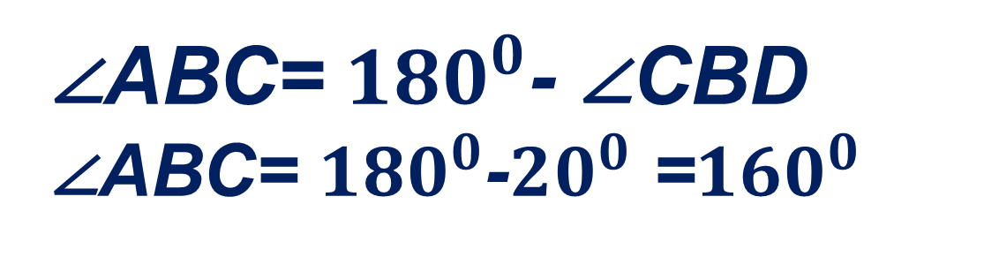 ∠ABC= 180⁰- ∠CBD
∠ABC= 180⁰-20⁰ =160⁰